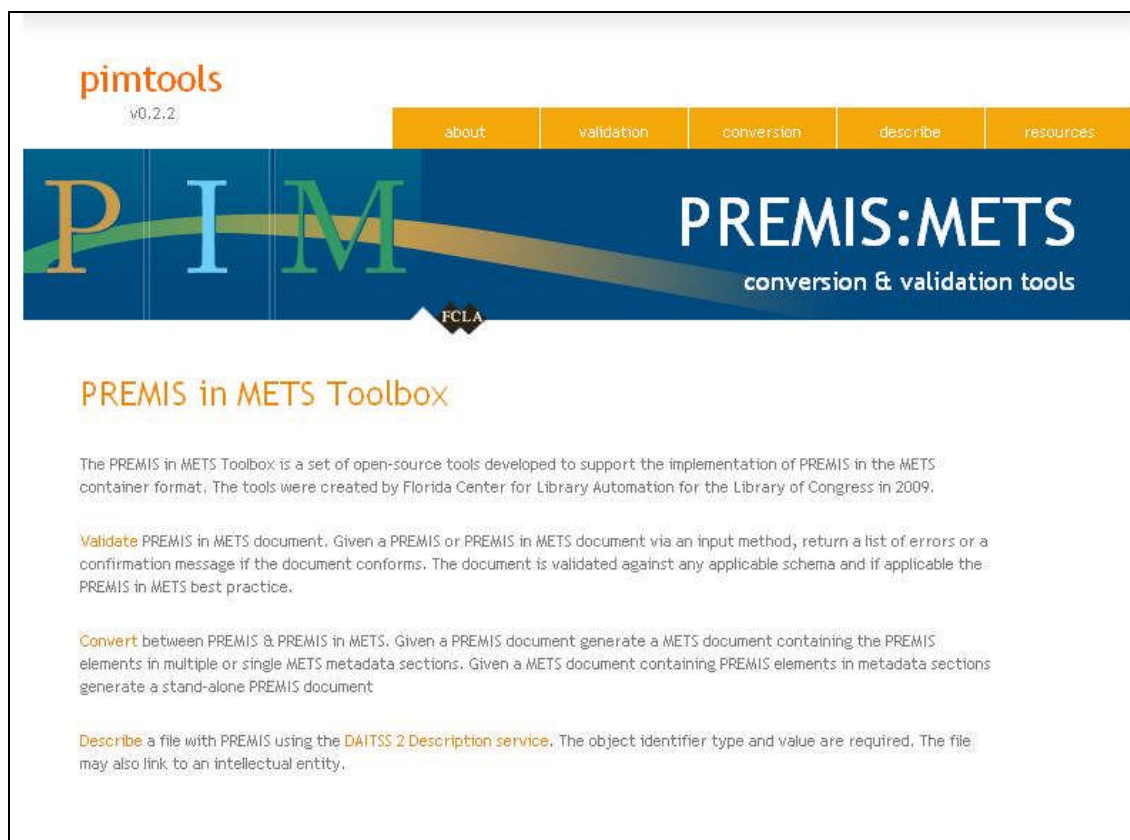 pimtools
v0.2.2
about validation conversion describe resources
PIM
PREMIS:METS
conversion & validation tools
FCLA
PREMIS in METS Toolbox
The PREMIS in METS Toolbox is a set of open-source tools developed to support the implementation of PREMIS in the METS
container format. The tools were created by Florida Center for Library Automation for the Library of Congress in 2009.
Validate PREMIS in METS document. Given a PREMIS or PREMIS in METS document via an input method, return a list of errors or a
confirmation message if the document conforms. The document is validated against any applicable schema and if applicable the
PREMIS in METS best practice.
Convert between PREMIS & PREMIS in METS. Given a PREMIS document generate a METS document containing the PREMIS
elements in multiple or single METS metadata sections. Given a METS document containing PREMIS elements in metadata sections
generate a stand-alone PREMIS document
Describe a file with PREMIS using the DAITSS 2 Description service. The object identifier type and value are required. The file
may also link to an intellectual entity.